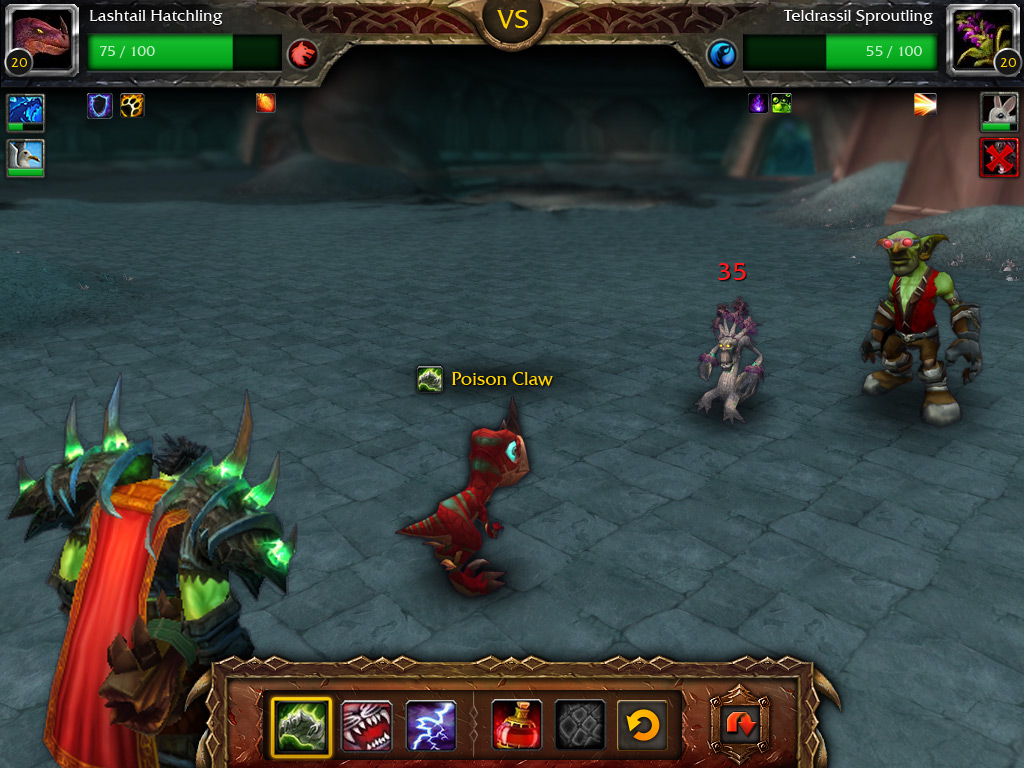 Lashtail Hatchling
VS
Teldrassil Sproutling
75 / 100
55 / 100
20
20
35
Poison Claw